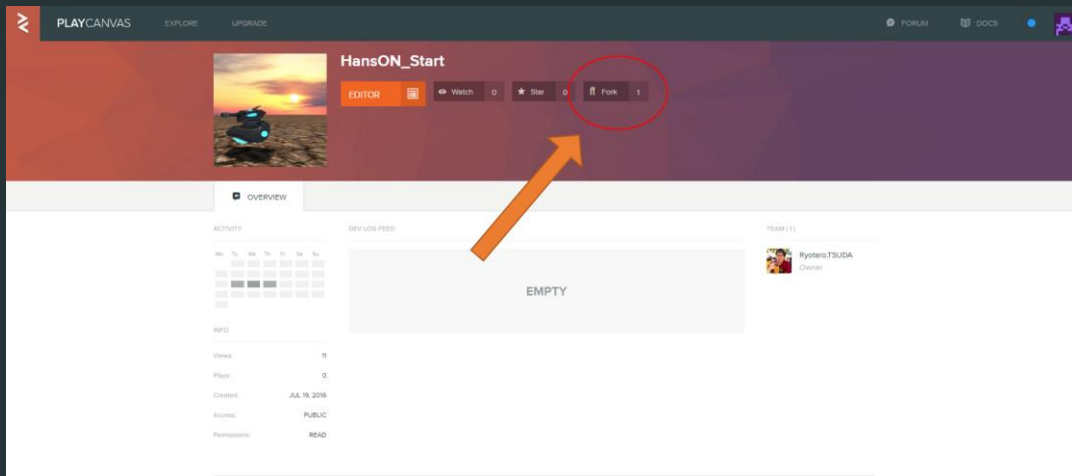 PLAYCANVAS EXPLORE UPGRADE FORUM DOCS
HansON_Start
EDITOR Watch 0 Star 0 Fork 1
OVERVIEW
ACTIVITY DEV LOG FEED TEAM (1)
Mo Tu We Th Fr Sa Su
Ryotaro.TSUDA
Owner
EMPTY
INFO
Views: 11
Plays: 0
Created: JUL 19, 2016
Access: PUBLIC
Permissions: READ